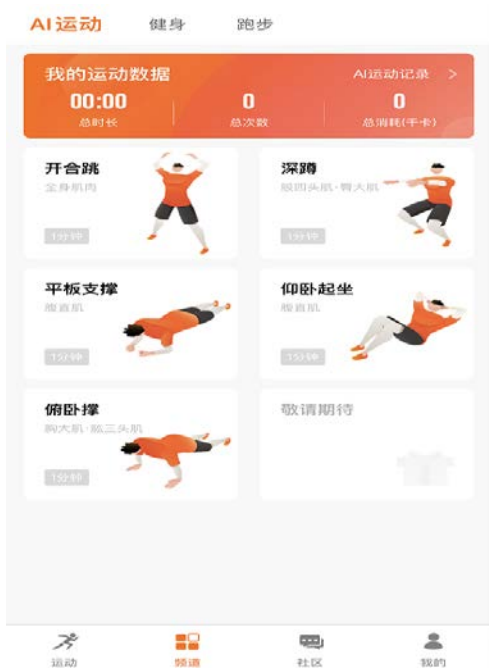 AI运动 健身 跑步
我的运动数据 AI运动记录 >
00:00 0 0
总时长 总次数 总消耗(千卡)
开合跳 深蹲
全身肌肉 股四头肌·臀大肌
1分钟 1分钟
平板支撑 仰卧起坐
腹直肌 腹直肌
1分钟 1分钟
俯卧撑 敬请期待
胸大肌·肱三头肌
1分钟
运动 频道 社区 我的